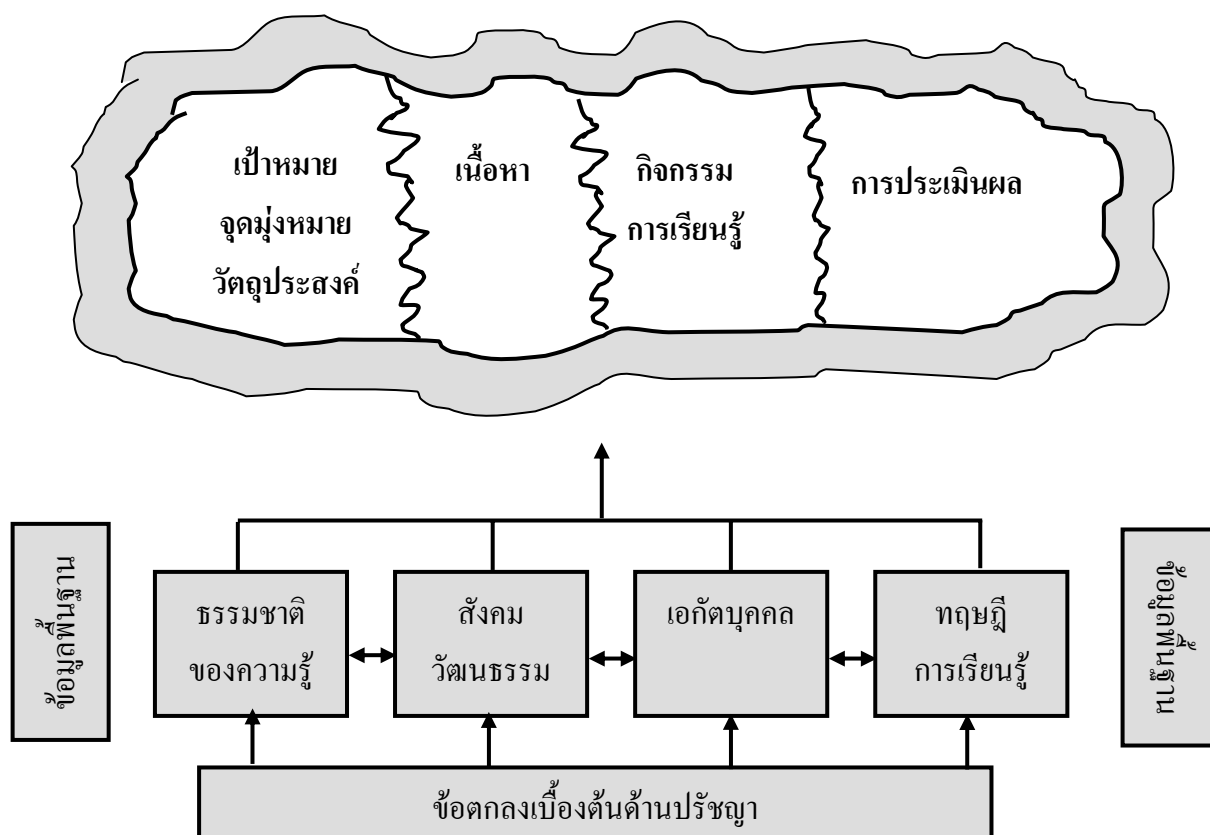 เป้าหมาย
จุดมุ่งหมาย
วัตถุประสงค์
เนื้อหา
กิจกรรม
การเรียนรู้
การประเมินผล
ข้อมูลพื้นฐาน
ธรรมชาติ
ของความรู้
สังคม
วัฒนธรรม
เอกัตบุคคล
ทฤษฎี
การเรียนรู้
ข้อมูลพื้นฐาน
ข้อตกลงเบื้องต้นด้านปรัชญา